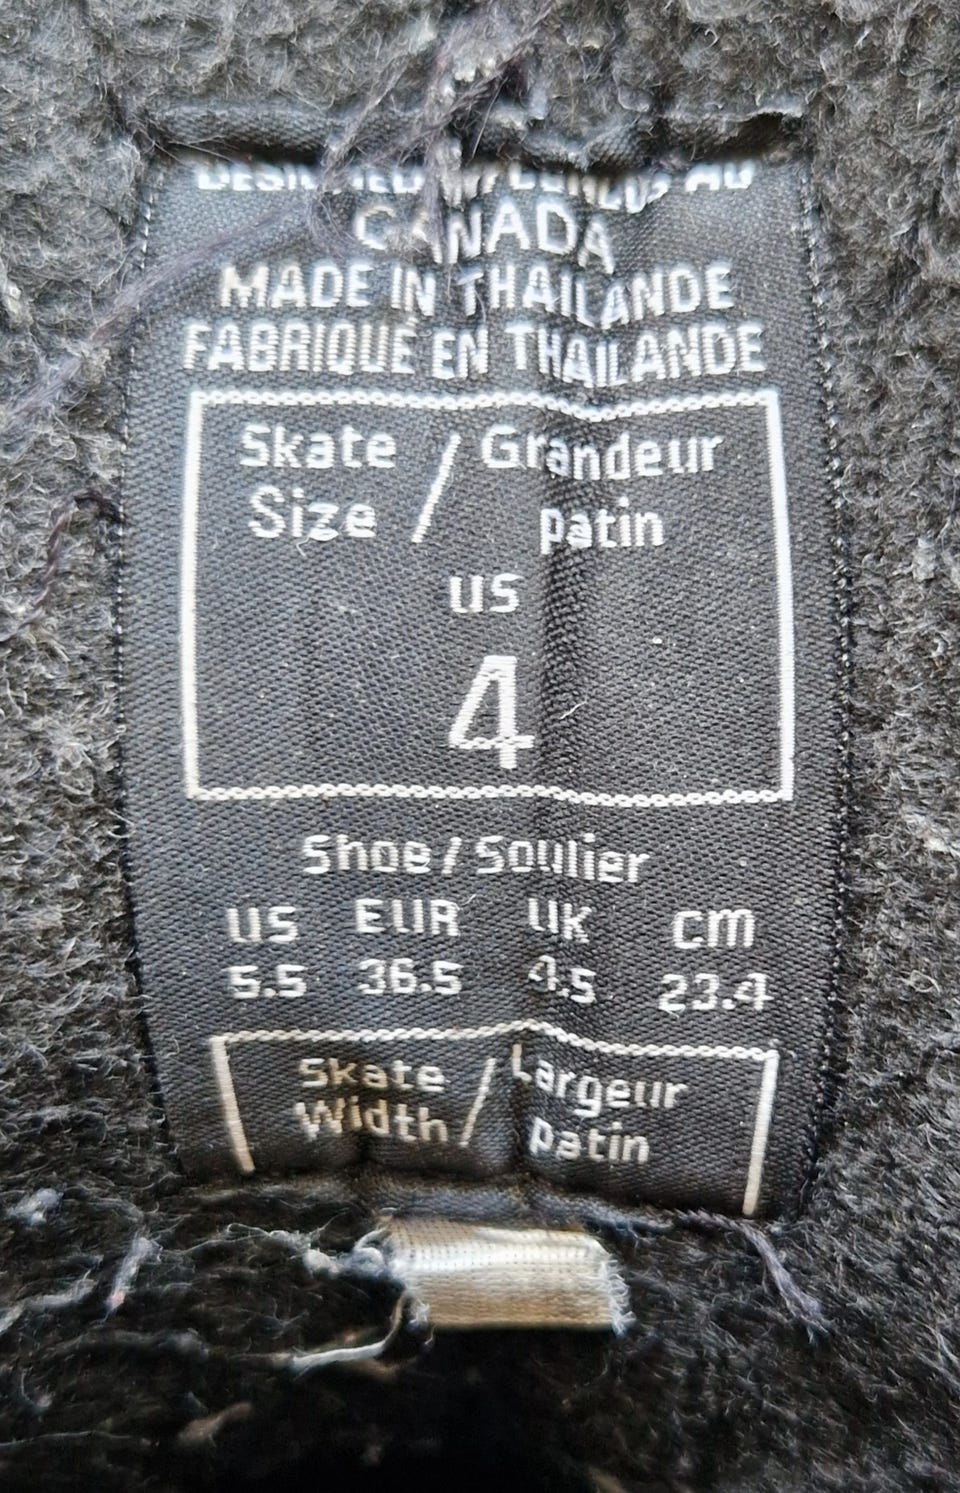 CANADA
MADE IN THAILANDE
FABRIQUÉ EN THAILANDE
Skate / Grandeur
Size / patin
US
4
Shoe / Soulier
US EUR UK cm
5.5 36.5 4.5 23.4
Skate / Largeur
Width / patin